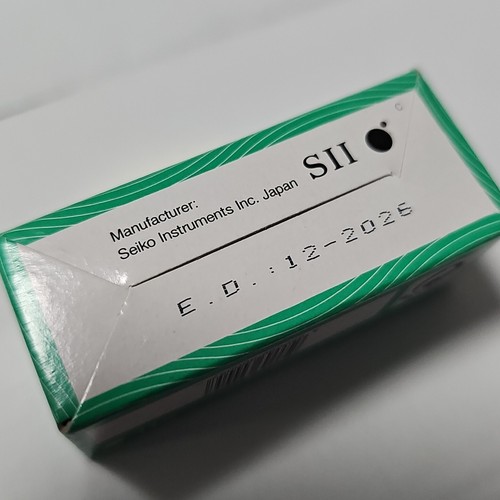 Manufacturer:
Seiko Instruments Inc. Japan
SII
C
E.D.:12-2026